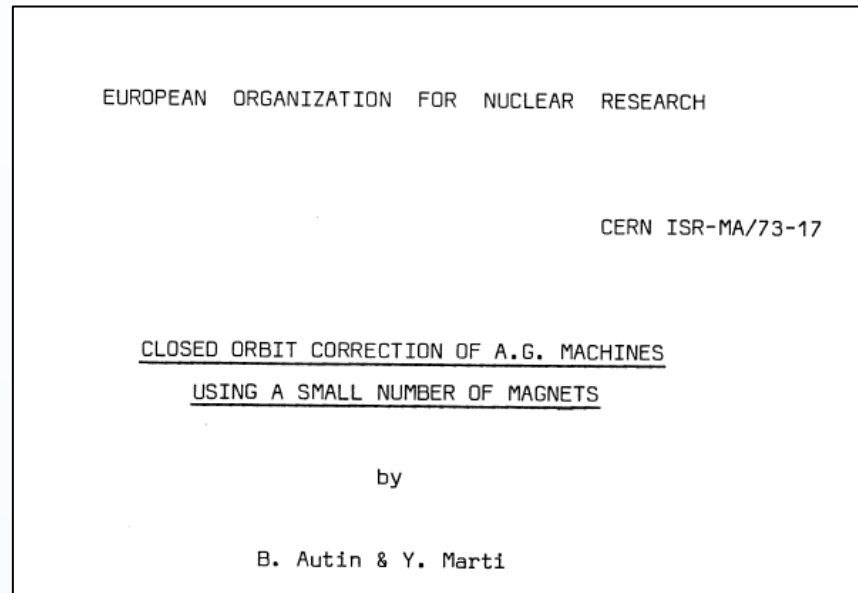 EUROPEAN ORGANIZATION FOR NUCLEAR RESEARCH
CERN ISR-MA/73-17
CLOSED ORBIT CORRECTION OF A.G. MACHINES
USING A SMALL NUMBER OF MAGNETS
by
B. Autin & Y. Marti